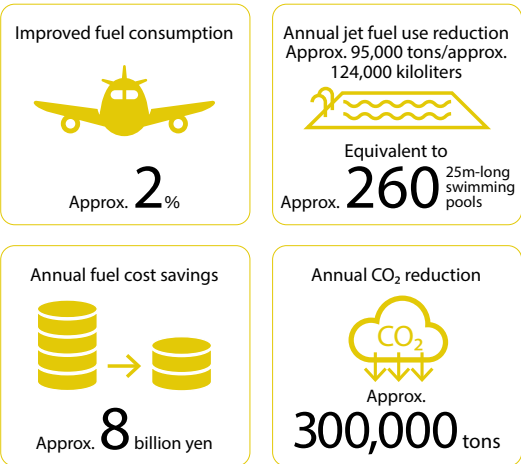 Improved fuel consumption
Approx. 2%
Annual jet fuel use reduction
Approx. 95,000 tons/approx.
124,000 kiloliters
Equivalent to
Approx. 260 25m-long
swimming
pools
Annual fuel cost savings
Approx. 8 billion yen
Annual CO₂ reduction
CO₂
Approx.
300,000 tons